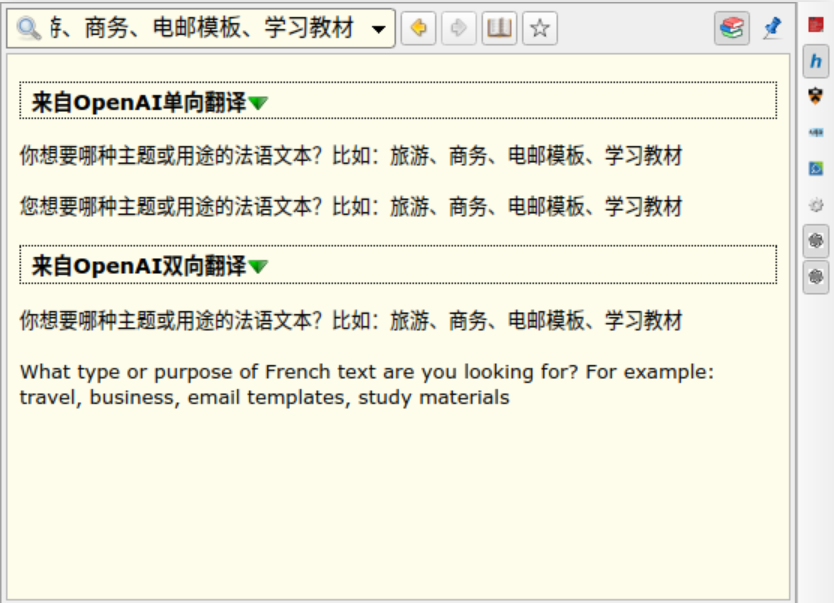 、商务、电邮模板、学习教材
来自OpenAI单向翻译
你想要哪种主题或用途的法语文本？比如：旅游、商务、电邮模板、学习教材
您想要哪种主题或用途的法语文本？比如：旅游、商务、电邮模板、学习教材
来自OpenAI双向翻译
你想要哪种主题或用途的法语文本？比如：旅游、商务、电邮模板、学习教材
What type or purpose of French text are you looking for? For example:
travel, business, email templates, study materials
h